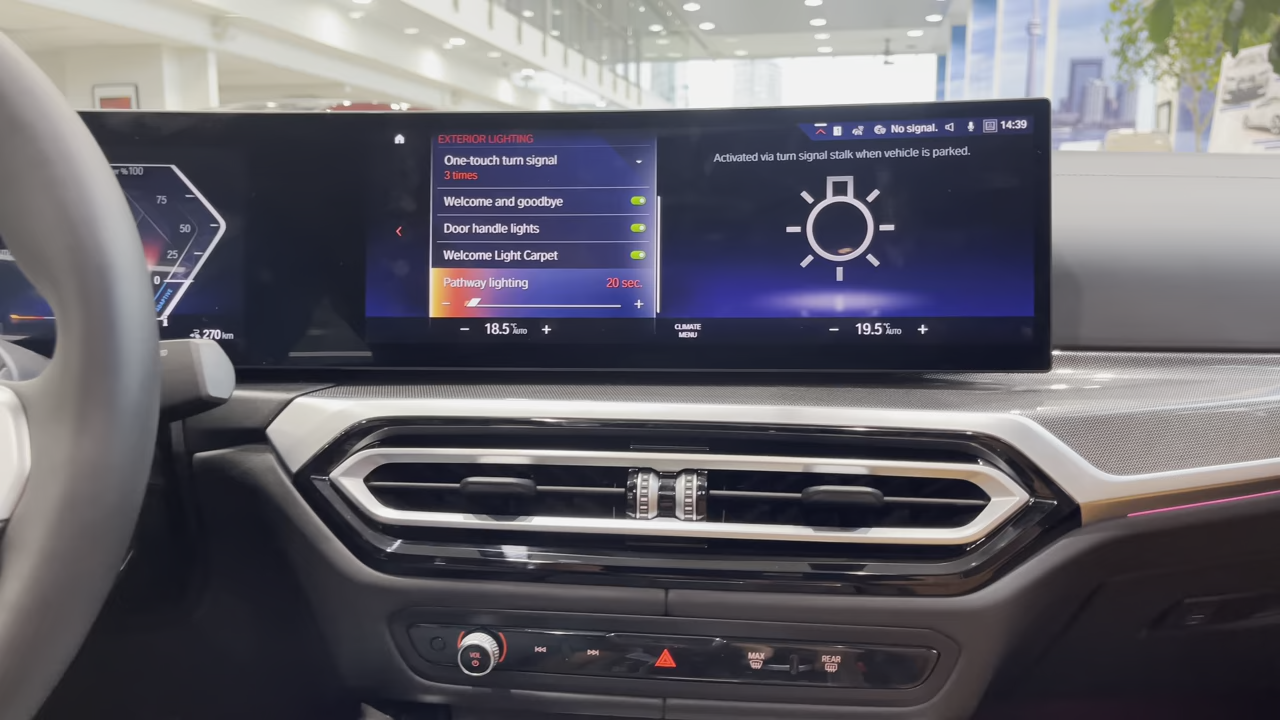 %100
75
50
25
0
270 km
EXTERIOR LIGHTING
One-touch turn signal
3 times
Welcome and goodbye
Door handle lights
Welcome Light Carpet
Pathway lighting 20 sec.
− +
No signal. 14:39
Activated via turn signal stalk when vehicle is parked.
− 18.5 °C AUTO +
CLIMATE
MENU
− 19.5 °C AUTO +
VOL
MAX
REAR